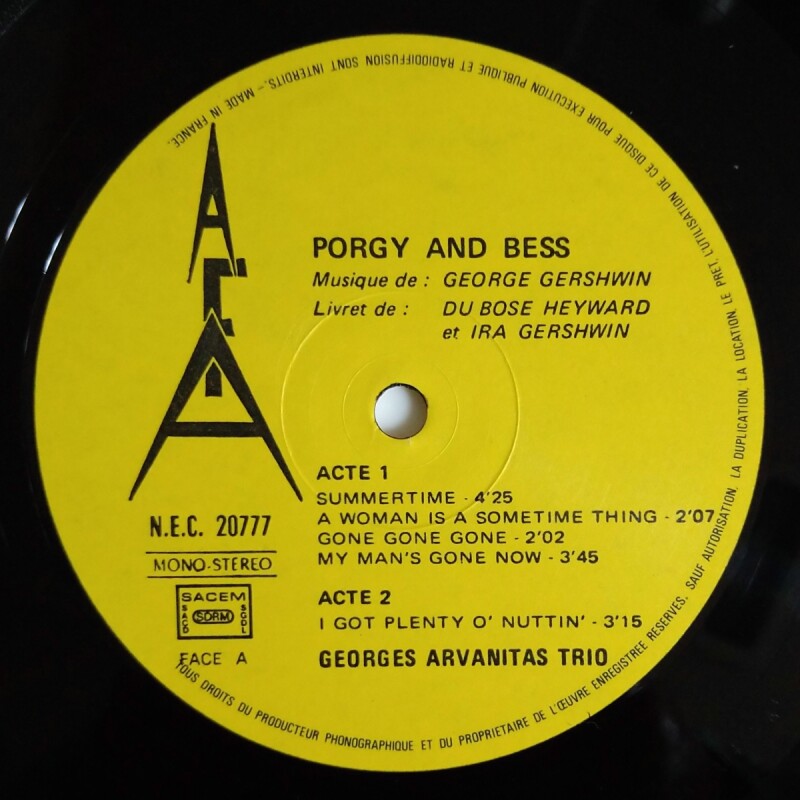 AFA
PORGY AND BESS
Musique de : GEORGE GERSHWIN
Livret de : DU BOSE HEYWARD
et IRA GERSHWIN
ACTE 1
SUMMERTIME - 4'25
A WOMAN IS A SOMETIME THING - 2'07
GONE GONE GONE - 2'02
MY MAN'S GONE NOW - 3'45
ACTE 2
I GOT PLENTY O' NUTTIN' - 3'15
GEORGES ARVANITAS TRIO
N.E.C. 20777
MONO-STEREO
SACEM
SACD
SDRM
SGDL
FACE A
TOUS DROITS DU PRODUCTEUR PHONOGRAPHIQUE ET DU PROPRIETAIRE DE L'ŒUVRE ENREGISTREE RESERVES, SAUF AUTORISATION, LA DUPLICATION, LA LOCATION, LE PRET, L'UTILISATION DE CE DISQUE POUR EXECUTION PUBLIQUE ET RADIODIFFUSION SONT INTERDITS. - MADE IN FRANCE.